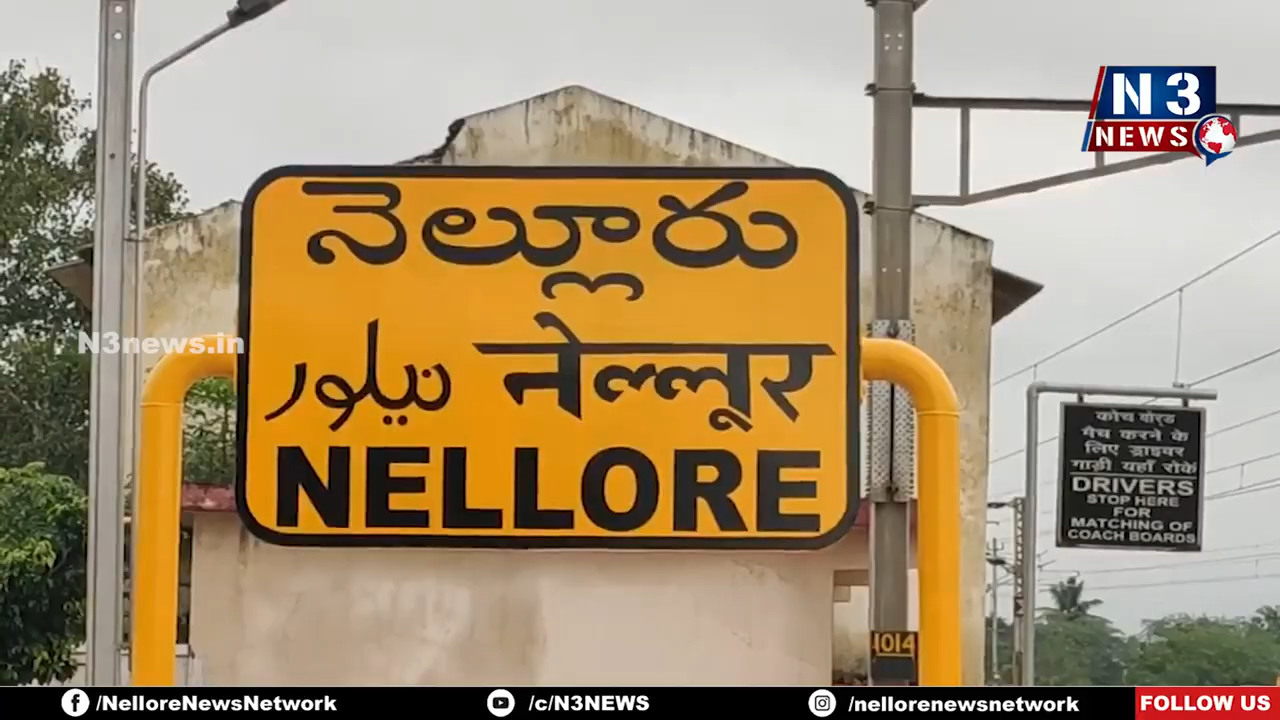 N3
NEWS
నెల్లూరు
N3news.in
نیلور नेल्लूर
NELLORE
कोच बोर्ड
मैच करने के
लिए ड्राइवर
गाड़ी यहाँ रोकें
DRIVERS
STOP HERE
FOR
MATCHING OF
COACH BOARDS
1014
/NelloreNewsNetwork /c/N3NEWS /nellorenewsnetwork FOLLOW US